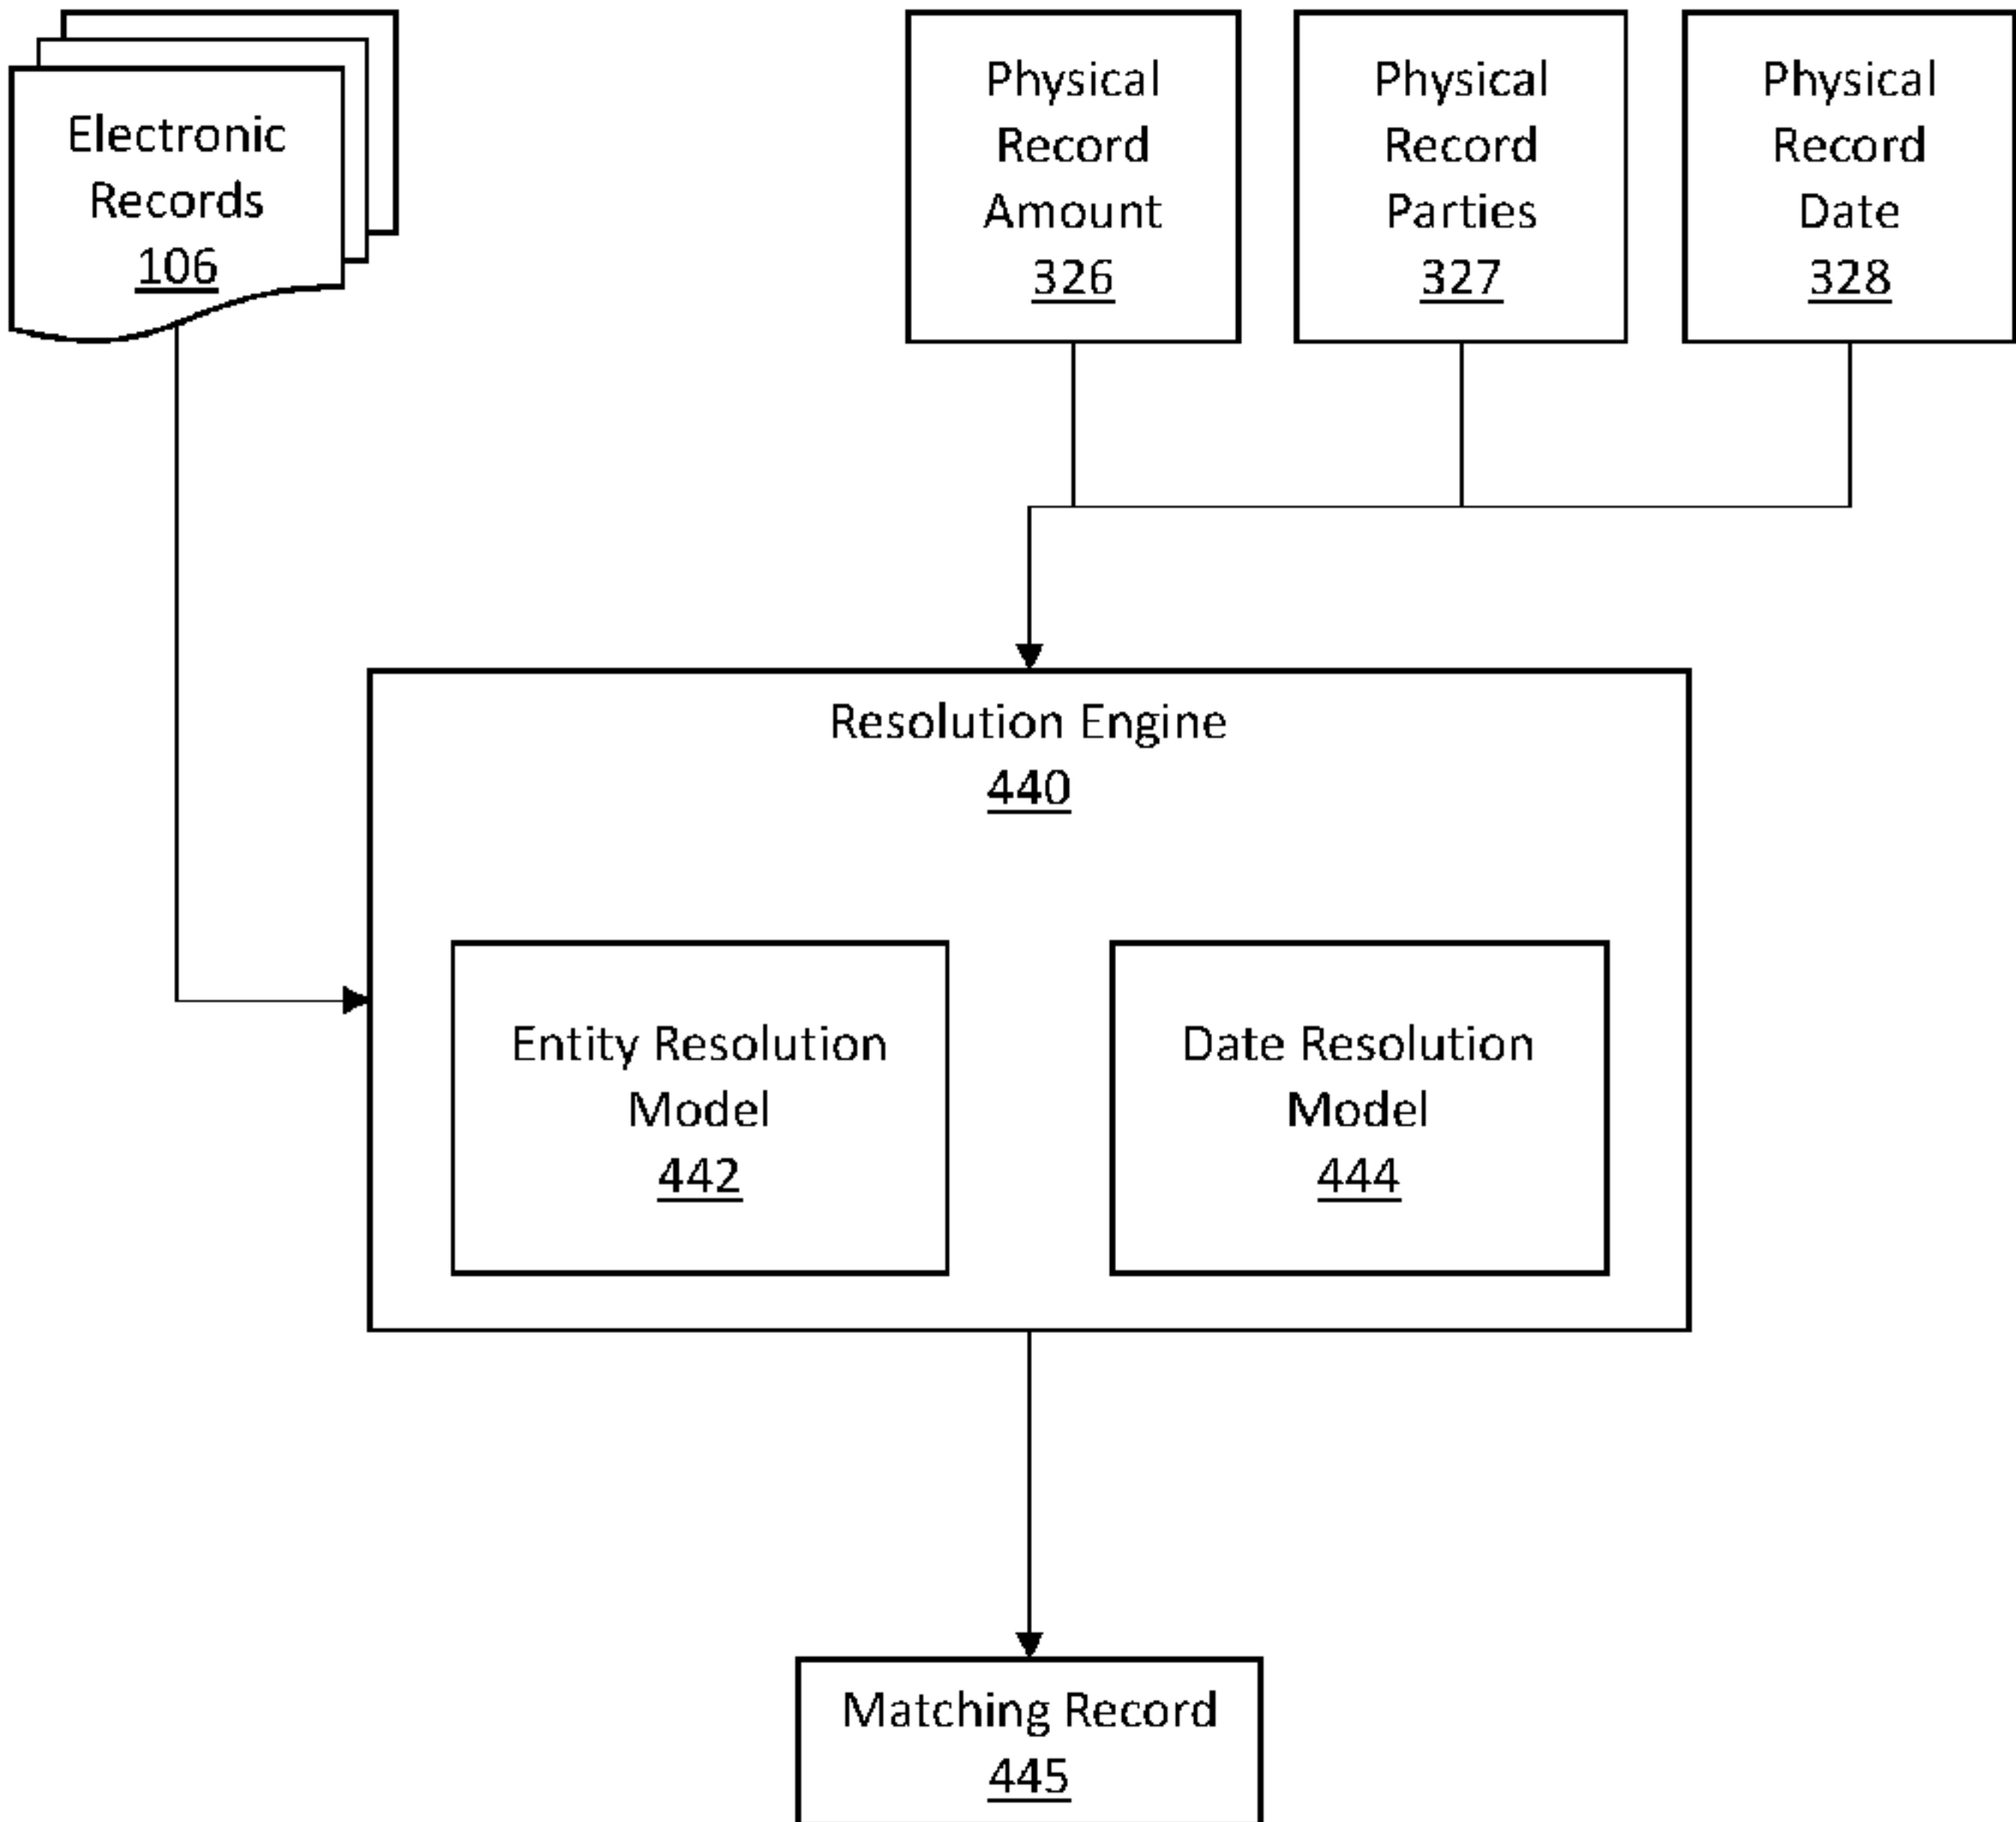 Electronic
Records
106
Physical
Record
Amount
326
Physical
Record
Parties
327
Physical
Record
Date
328
Resolution Engine
440
Entity Resolution
Model
442
Date Resolution
Model
444
Matching Record
445